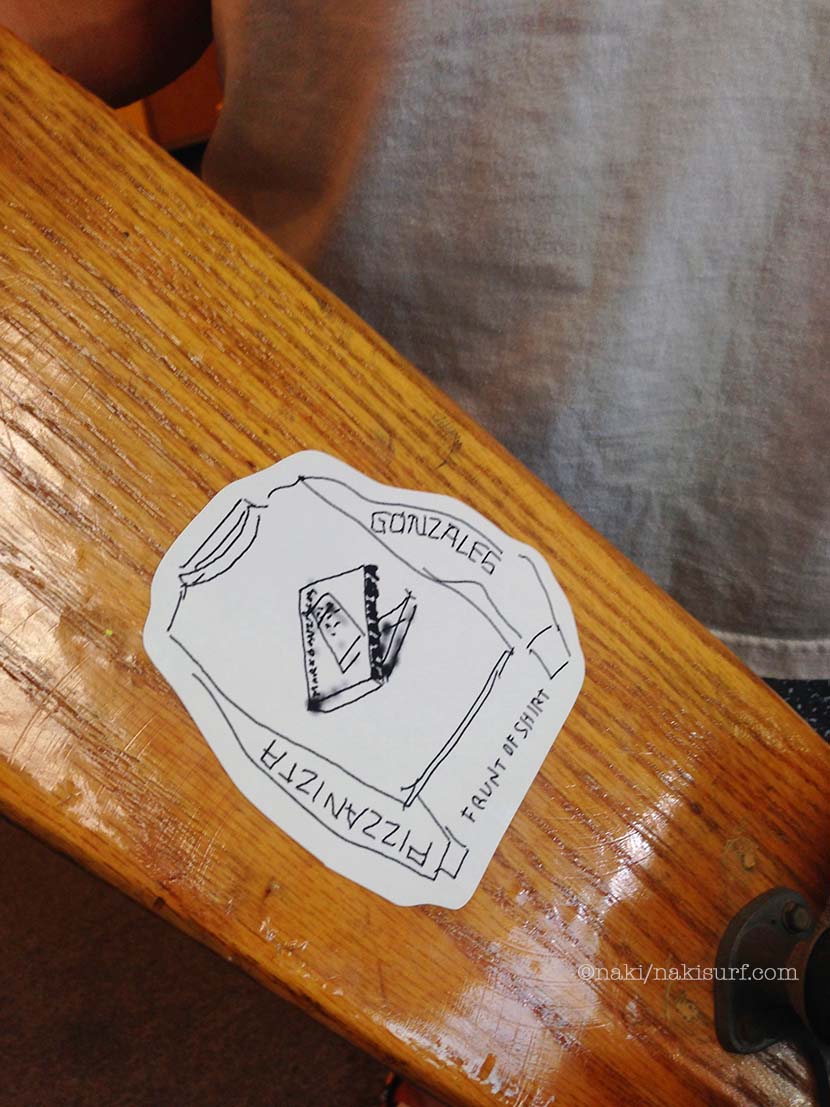 GONZALES
PIZZANIZTA
FRUNT OF SHIRT
©naki/nakisurf.com